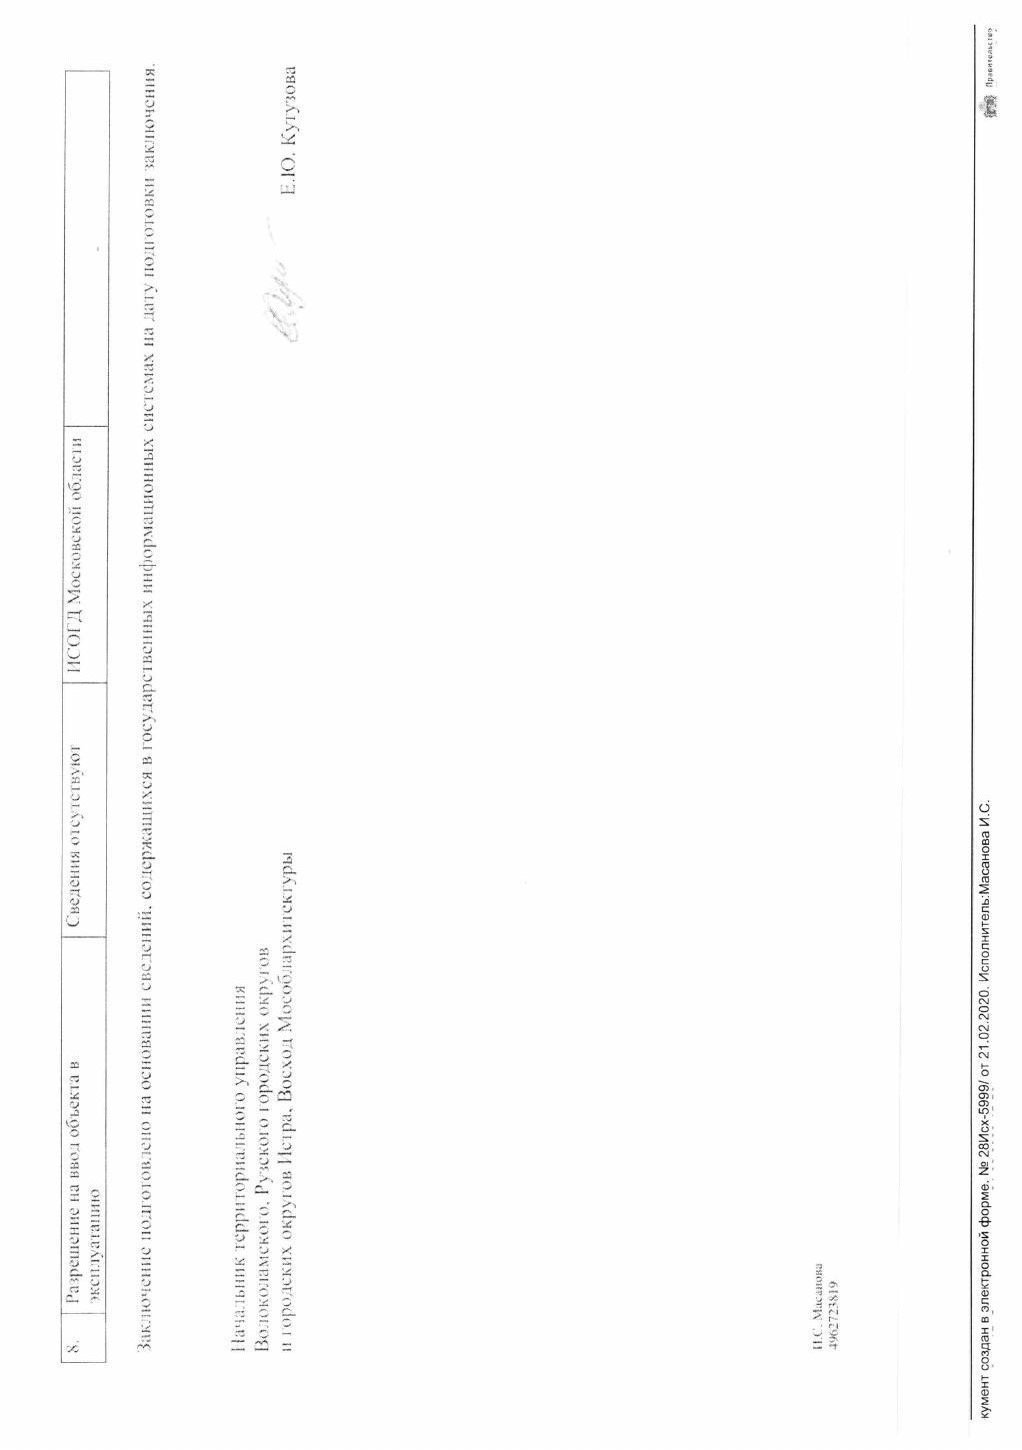 8.
Разрешение на ввод объекта в
эксплуатацию
Сведения отсутствуют
ИСОГД Московской области
-
Заключение подготовлено на основании сведений, содержащихся в государственных информационных системах на дату подготовки заключения.
Начальник территориального управления
Волоколамского, Рузского городских округов
и городских округов Истра, Восход Мособлархитектуры
Е.Ю. Кутузова
И.С. Масанова
4962723819
кумент создан в электронной форме. № 28Исх-5999/ от 21.02.2020. Исполнитель:Масанова И.С.
Правительство